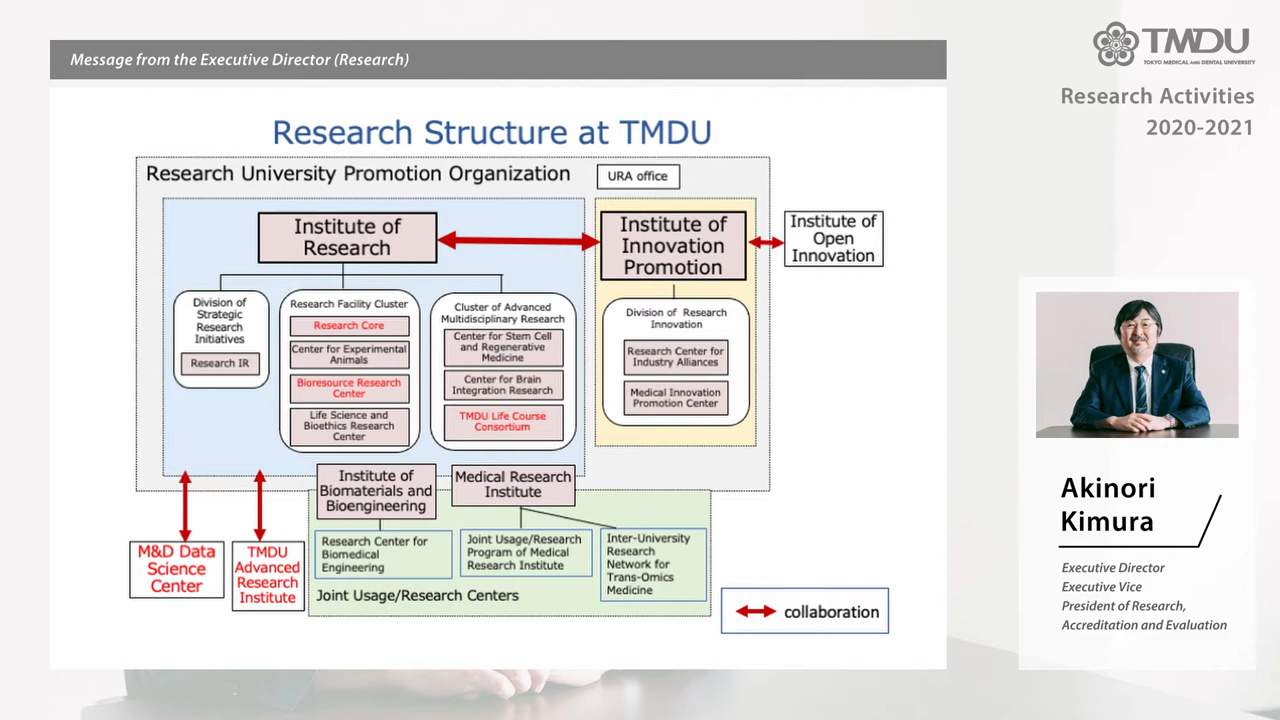 Message from the Executive Director (Research)
TMDU
TOKYO MEDICAL AND DENTAL UNIVERSITY
Research Activities
2020-2021
Research Structure at TMDU
Research University Promotion Organization
URA office
Institute of
Research
Institute of
Innovation
Promotion
Institute of
Open
Innovation
Division of
Strategic
Research
Initiatives
Research IR
Research Facility Cluster
Research Core
Center for Experimental
Animals
Bioresource Research
Center
Life Science and
Bioethics Research
Center
Cluster of Advanced
Multidisciplinary Research
Center for Stem Cell
and Regenerative
Medicine
Center for Brain
Integration Research
TMDU Life Course
Consortium
Division of Research
Innovation
Research Center for
Industry Alliances
Medical Innovation
Promotion Center
Institute of
Biomaterials and
Bioengineering
Medical Research
Institute
M&D Data
Science
Center
TMDU
Advanced
Research
Institute
Research Center for
Biomedical
Engineering
Joint Usage/Research
Program of Medical
Research Institute
Inter-University
Research
Network for
Trans-Omics
Medicine
Joint Usage/Research Centers
collaboration
Akinori
Kimura
Executive Director
Executive Vice
President of Research,
Accreditation and Evaluation